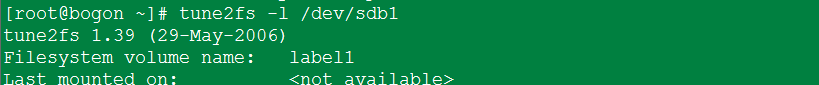 [root@bogon ~]# tune2fs -l /dev/sdb1
tune2fs 1.39 (29-May-2006)
Filesystem volume name:   label1
Last mounted on:          <not available>